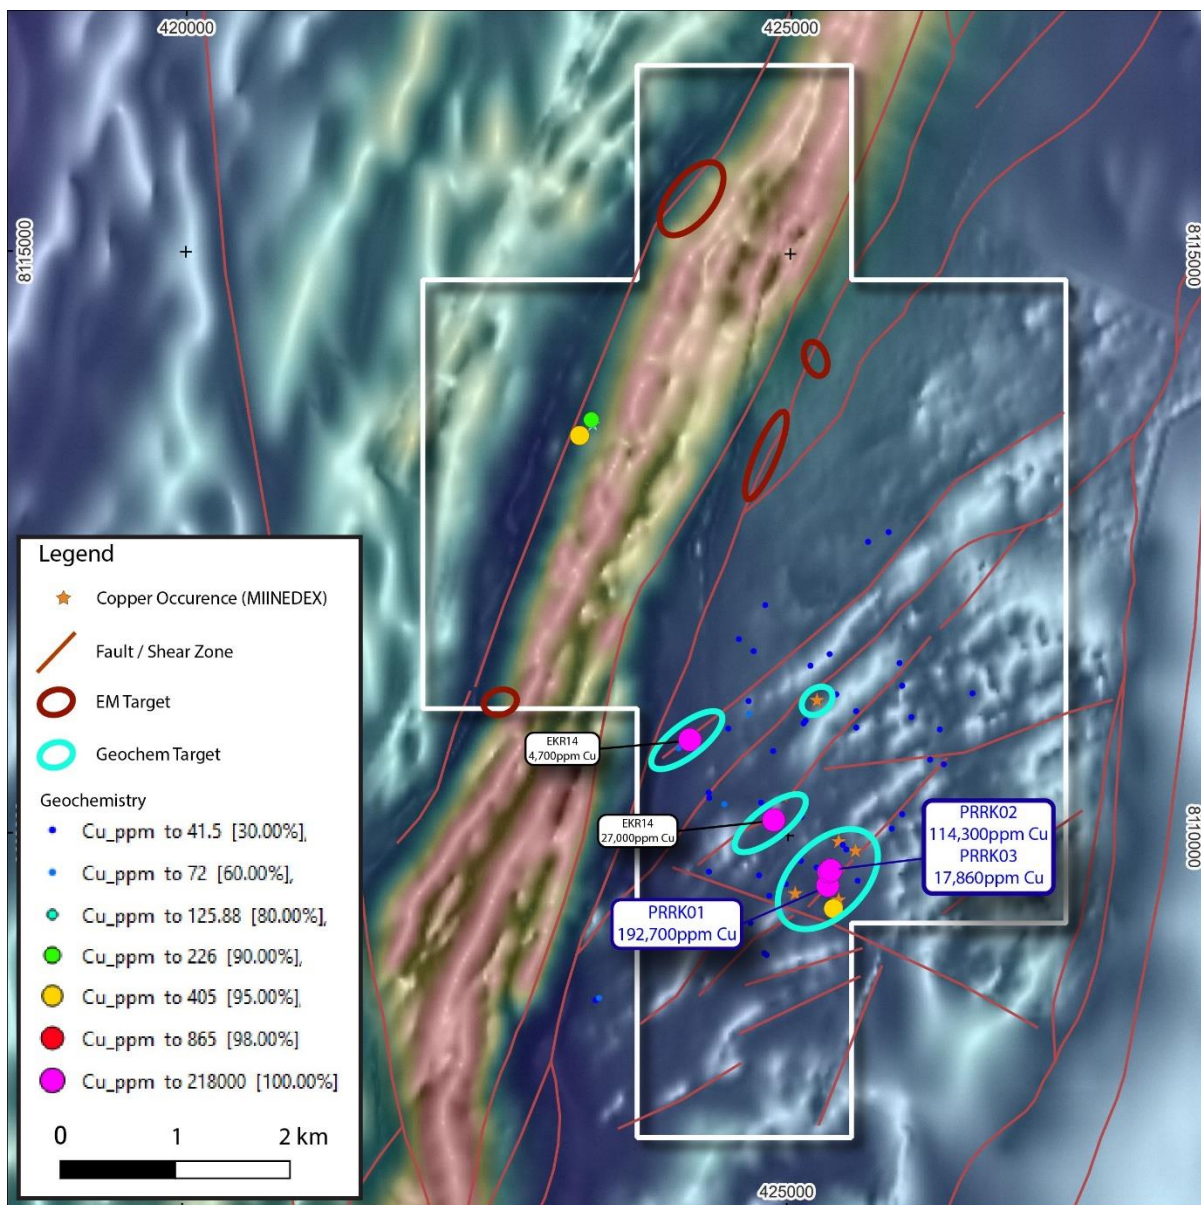 420000
425000
8115000
8115000
Legend
Copper Occurence (MIINEDEX)
Fault / Shear Zone
EM Target
Geochem Target
Geochemistry
Cu_ppm to 41.5 [30.00%],
Cu_ppm to 72 [60.00%],
Cu_ppm to 125.88 [80.00%],
Cu_ppm to 226 [90.00%],
Cu_ppm to 405 [95.00%],
Cu_ppm to 865 [98.00%]
Cu_ppm to 218000 [100.00%]
0 1 2 km
EKR14
4,700ppm Cu
EKR14
27,000ppm Cu
PRRK02
114,300ppm Cu
PRRK03
17,860ppm Cu
PRRK01
192,700ppm Cu
8110000
425000